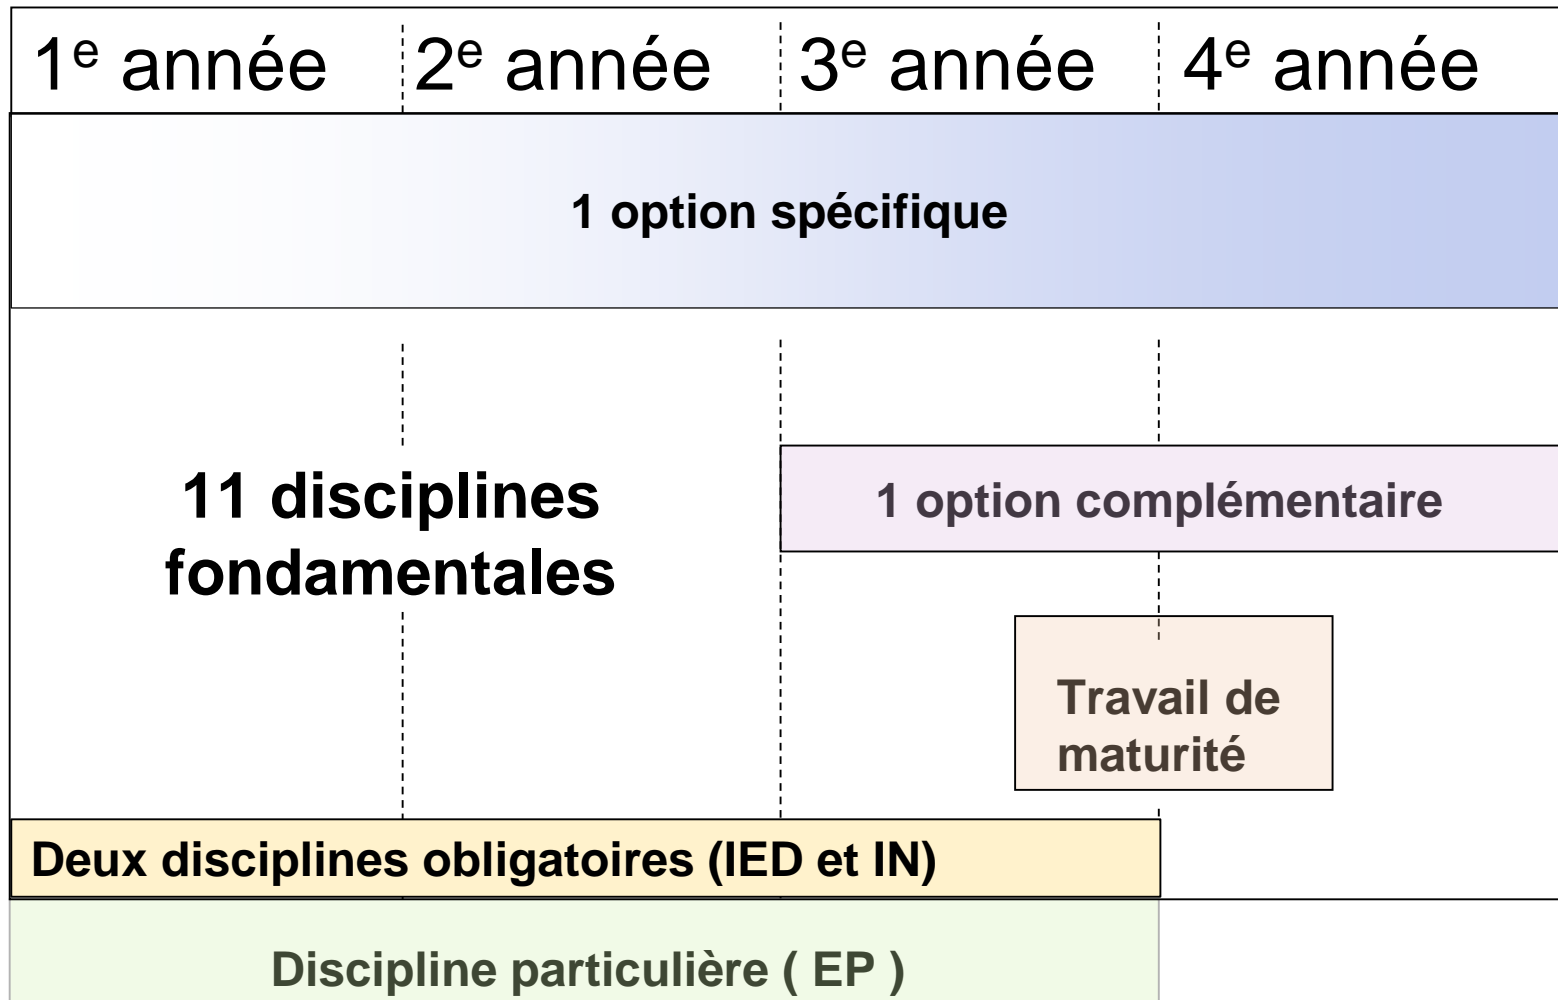 1e année 2e année 3e année 4e année
1 option spécifique
11 disciplines
fondamentales
1 option complémentaire
Travail de
maturité
Deux disciplines obligatoires (IED et IN)
Discipline particulière ( EP )